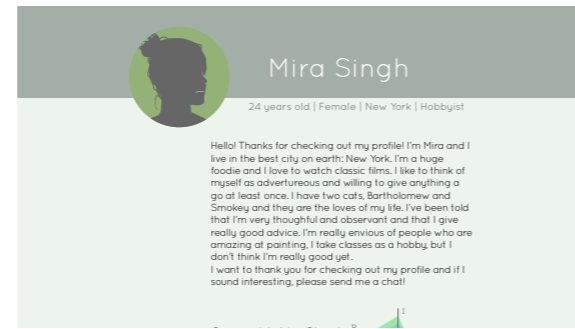 Mira Singh
24 years old | Female | New York | Hobbyist
Hello! Thanks for checking out my profile! I'm Mira and I
live in the best city on earth: New York. I'm a huge
foodie and I love to watch classic films. I like to think of
myself as advertureous and willing to give anything a
go at least once. I have two cats, Bartholomew and
Smokey and they are the loves of my life. I've been told
that I'm very thoughtful and observant and that I give
really good advice. I'm really envious of people who are
amazing at painting, I take classes as a hobby, but I
don't think I'm really good yet.
I want to thank you for checking out my profile and if I
sound interesting, please send me a chat!
I